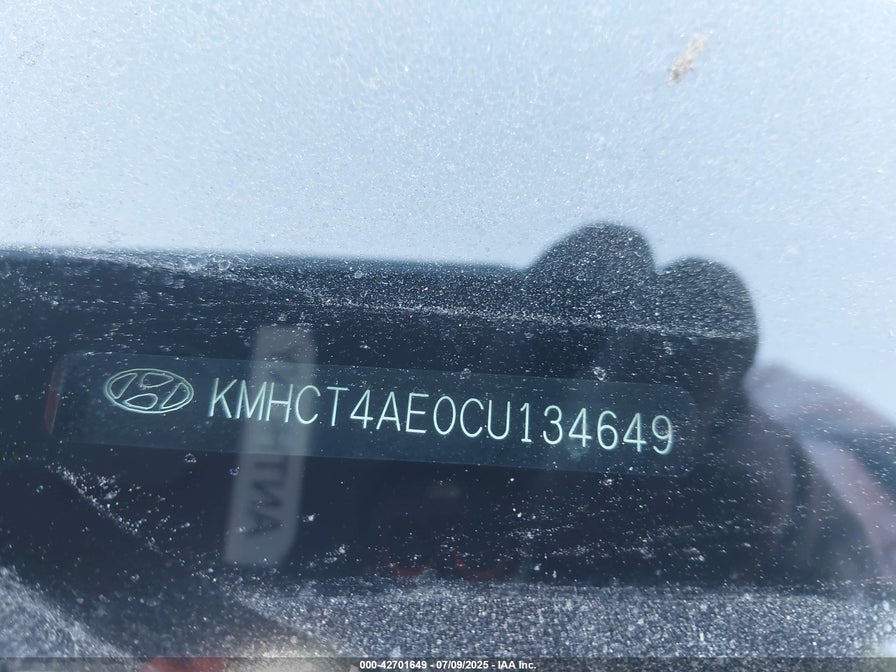 KMHCT4AE0CU134649
000-42701649 - 07/09/2025 - IAA Inc.